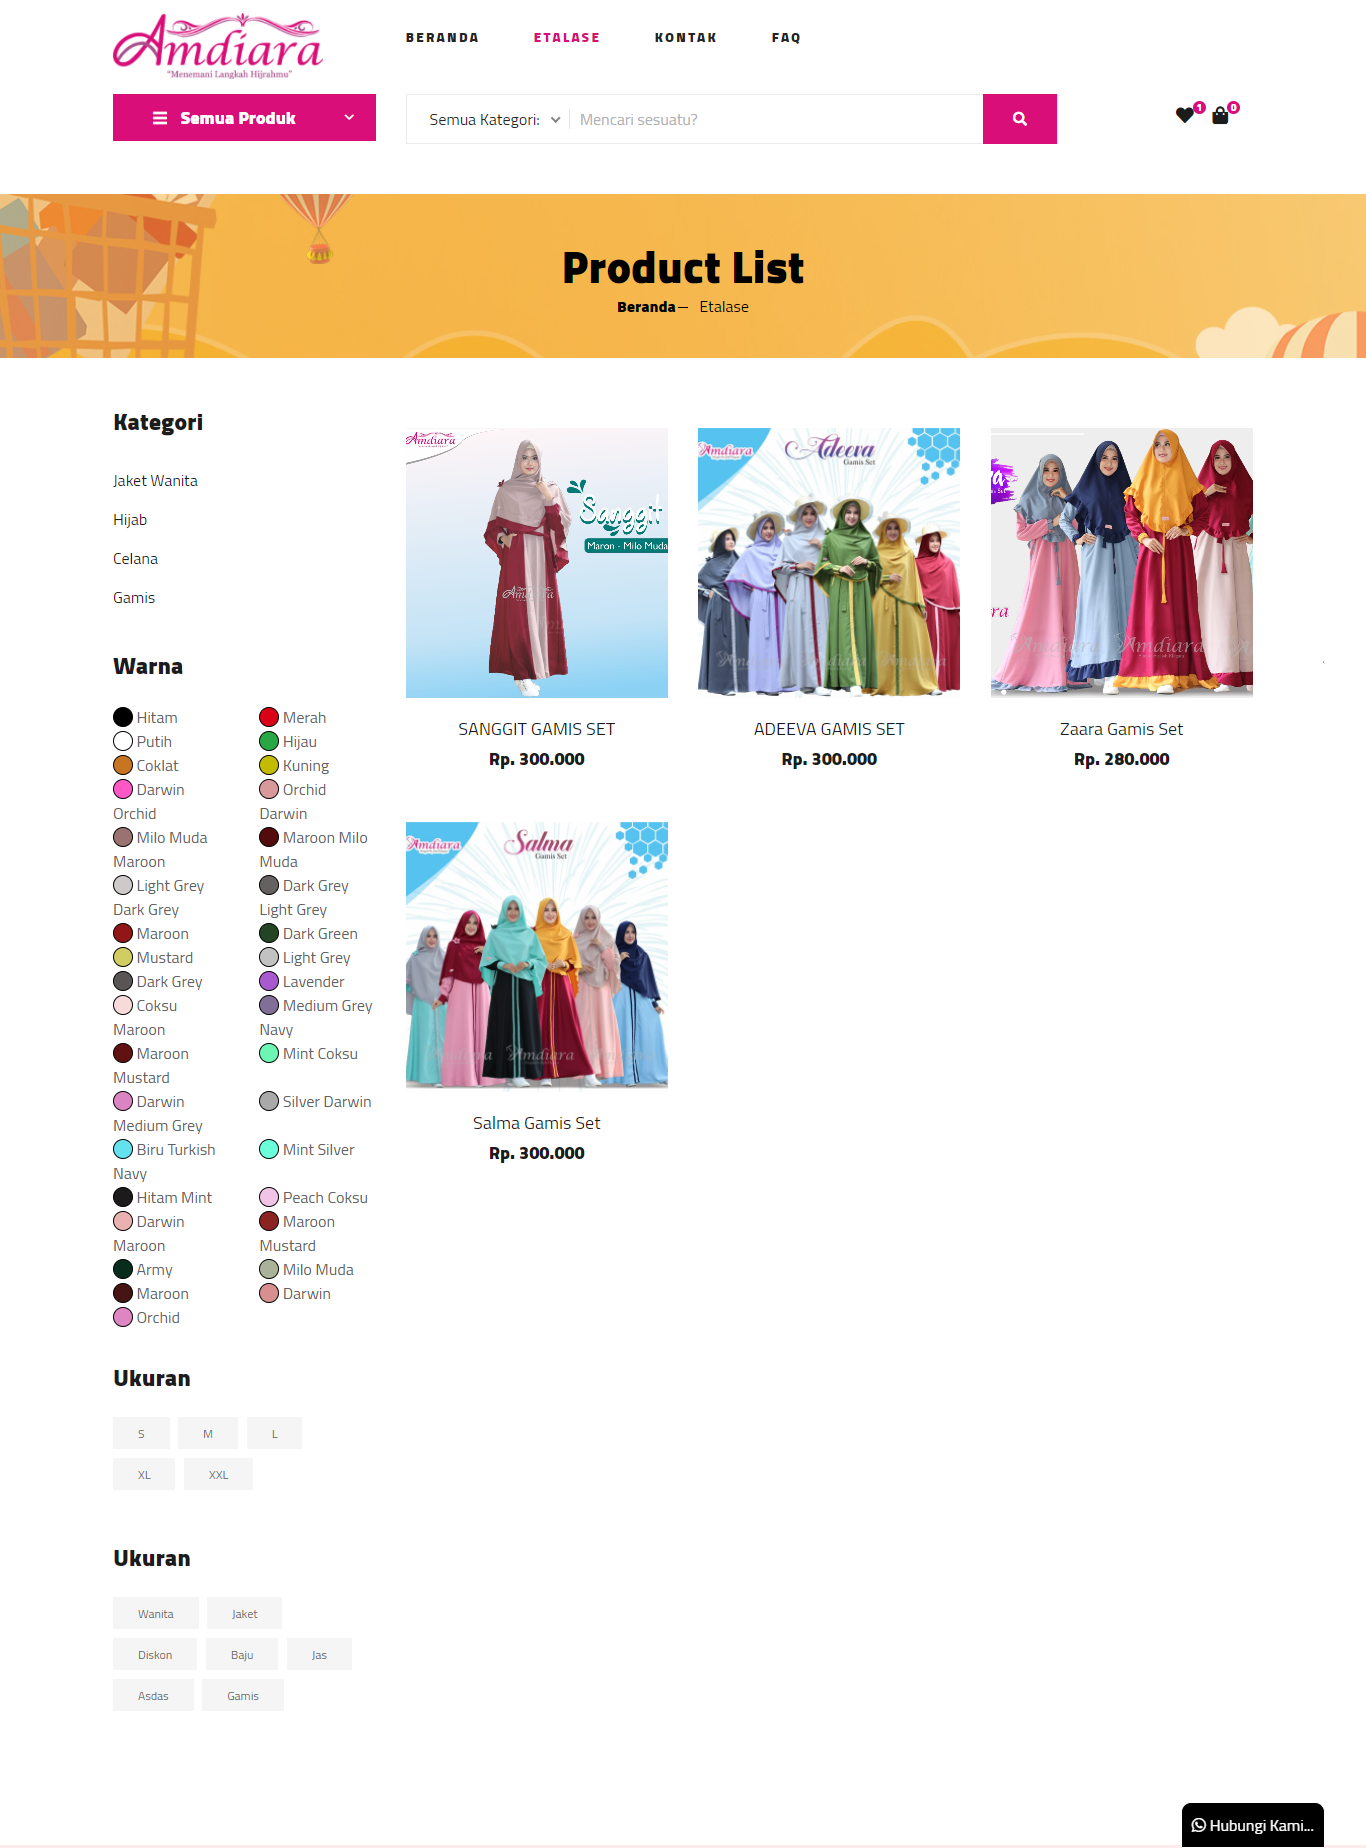 Amdiara
"Menemani Langkah Hijrahmu"
BERANDA ETALASE KONTAK FAQ
Semua Produk
Semua Kategori: Mencari sesuatu?
1 0
Product List
Beranda — Etalase
Kategori
Jaket Wanita
Hijab
Celana
Gamis
Warna
Hitam Merah
Putih Hijau
Coklat Kuning
Darwin Orchid
Orchid Darwin
Milo Muda Maroon Milo
Maroon Muda
Light Grey Dark Grey
Dark Grey Light Grey
Maroon Dark Green
Mustard Light Grey
Dark Grey Lavender
Coksu Medium Grey
Maroon Navy
Maroon Mint Coksu
Mustard
Darwin Silver Darwin
Medium Grey
Biru Turkish Mint Silver
Navy
Hitam Mint Peach Coksu
Darwin Maroon
Maroon Mustard
Army Milo Muda
Maroon Darwin
Orchid
Ukuran
S M L
XL XXL
Ukuran
Wanita Jaket
Diskon Baju Jas
Asdas Gamis
Amdiara
Sanggit
Maron - Milo Muda
Amdiara
SANGGIT GAMIS SET
Rp. 300.000
Amdiara
Adeeva
Gamis Set
Amdiara
ADEEVA GAMIS SET
Rp. 300.000
Amdiara
Zaara Gamis Set
Rp. 280.000
Amdiara
Salma
Gamis Set
Amdiara
Salma Gamis Set
Rp. 300.000
Hubungi Kami...